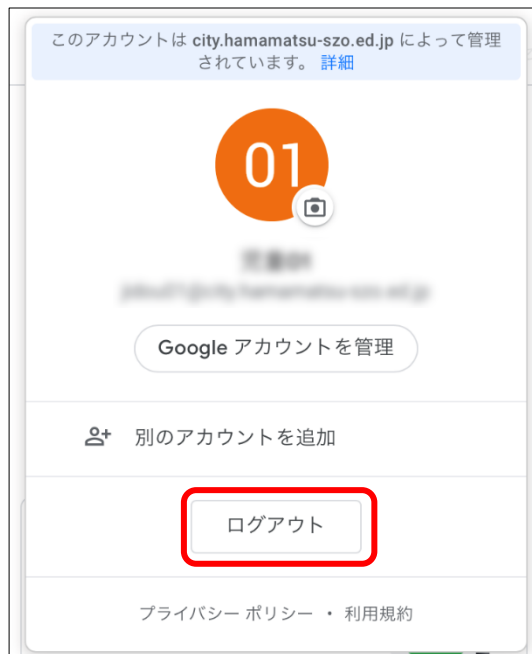 このアカウントは city.hamamatsu-szo.ed.jp によって管理
されています。 詳細
01
Google アカウントを管理
別のアカウントを追加
ログアウト
プライバシー ポリシー ・ 利用規約